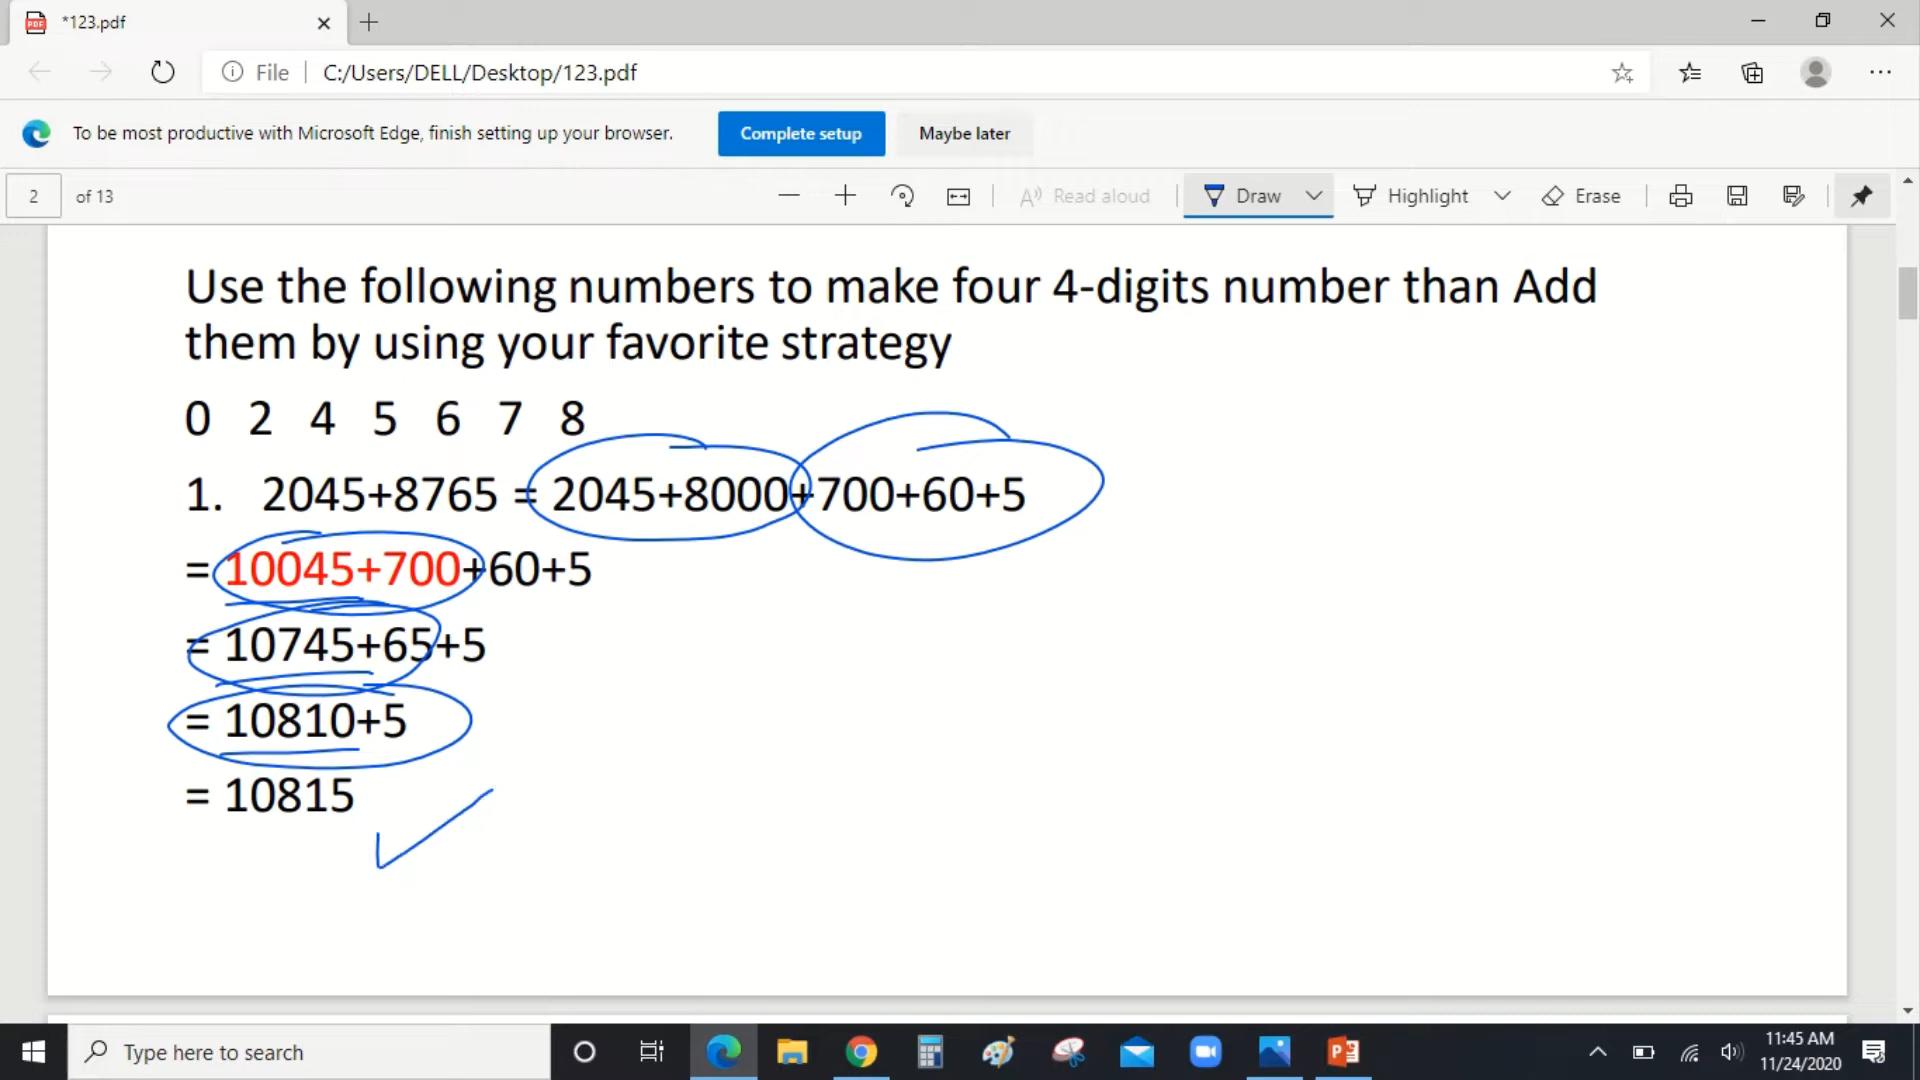 *123.pdf
File C:/Users/DELL/Desktop/123.pdf
To be most productive with Microsoft Edge, finish setting up your browser. Complete setup Maybe later
2 of 13 Read aloud Draw Highlight Erase
Use the following numbers to make four 4-digits number than Add
them by using your favorite strategy
0 2 4 5 6 7 8
1. 2045+8765 = 2045+8000+700+60+5
= 10045+700+60+5
= 10745+65+5
= 10810+5
= 10815
Type here to search
11:45 AM
11/24/2020